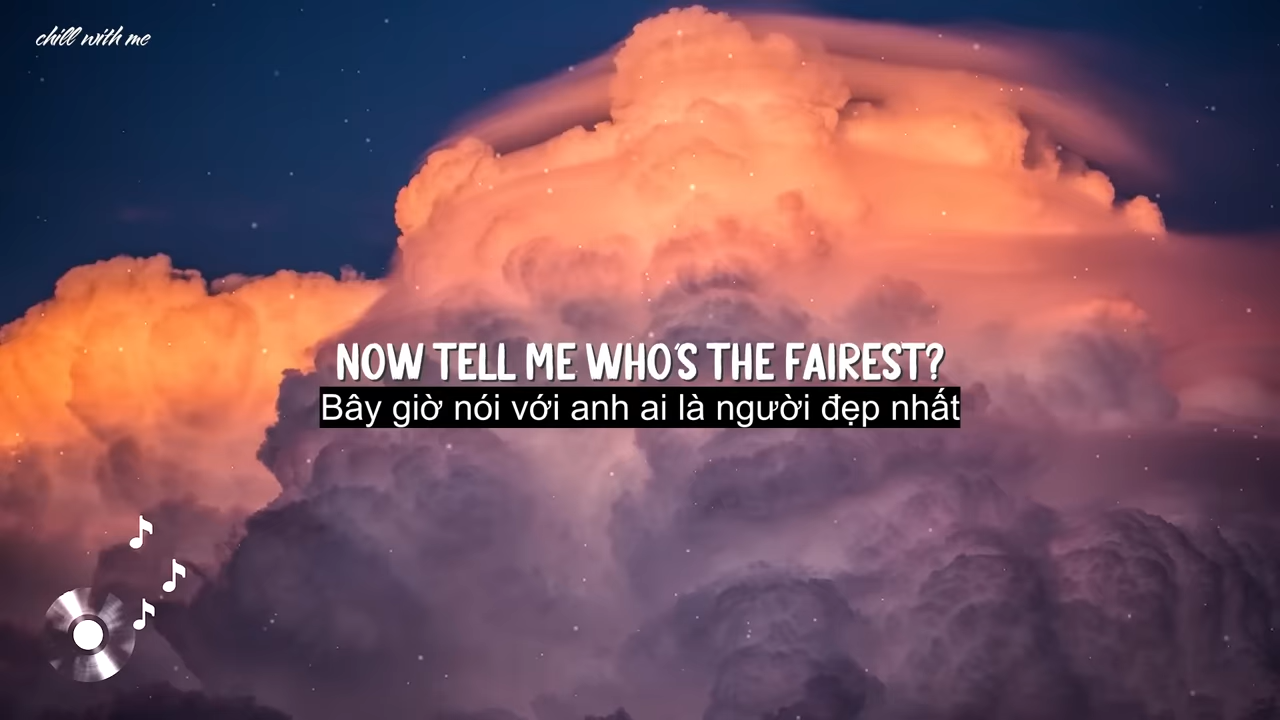 chill with me
NOW TELL ME WHO'S THE FAIREST?
Bây giờ nói với anh ai là người đẹp nhất